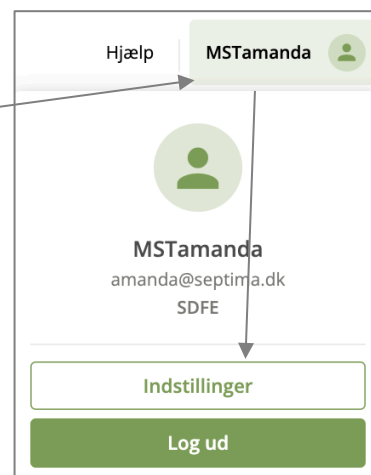 Hjælp MSTamanda
MSTamanda
amanda@septima.dk
SDFE
Indstillinger
Log ud